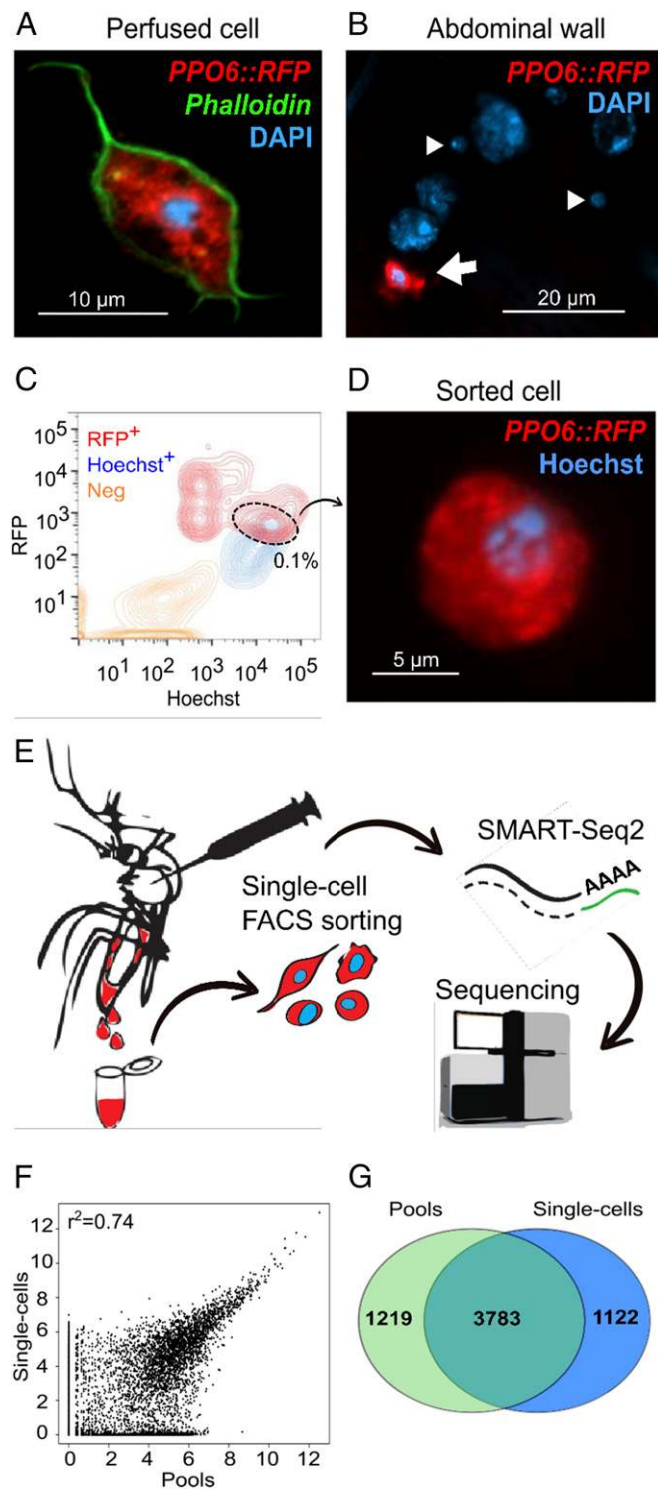 A Perfused cell
PPO6::RFP
Phalloidin
DAPI
10 μm
B Abdominal wall
PPO6::RFP
DAPI
20 μm
C
RFP+
Hoechst+
Neg
10^5
10^4
10^3
10^2
10^1
RFP
0.1%
10^1 10^2 10^3 10^4 10^5
Hoechst
D Sorted cell
PPO6::RFP
Hoechst
5 μm
E
Single-cell
FACS sorting
SMART-Seq2
AAAA
Sequencing
F
r²=0.74
12
10
8
6
4
2
0
Single-cells
0 2 4 6 8 10 12
Pools
G
Pools Single-cells
1219 3783 1122